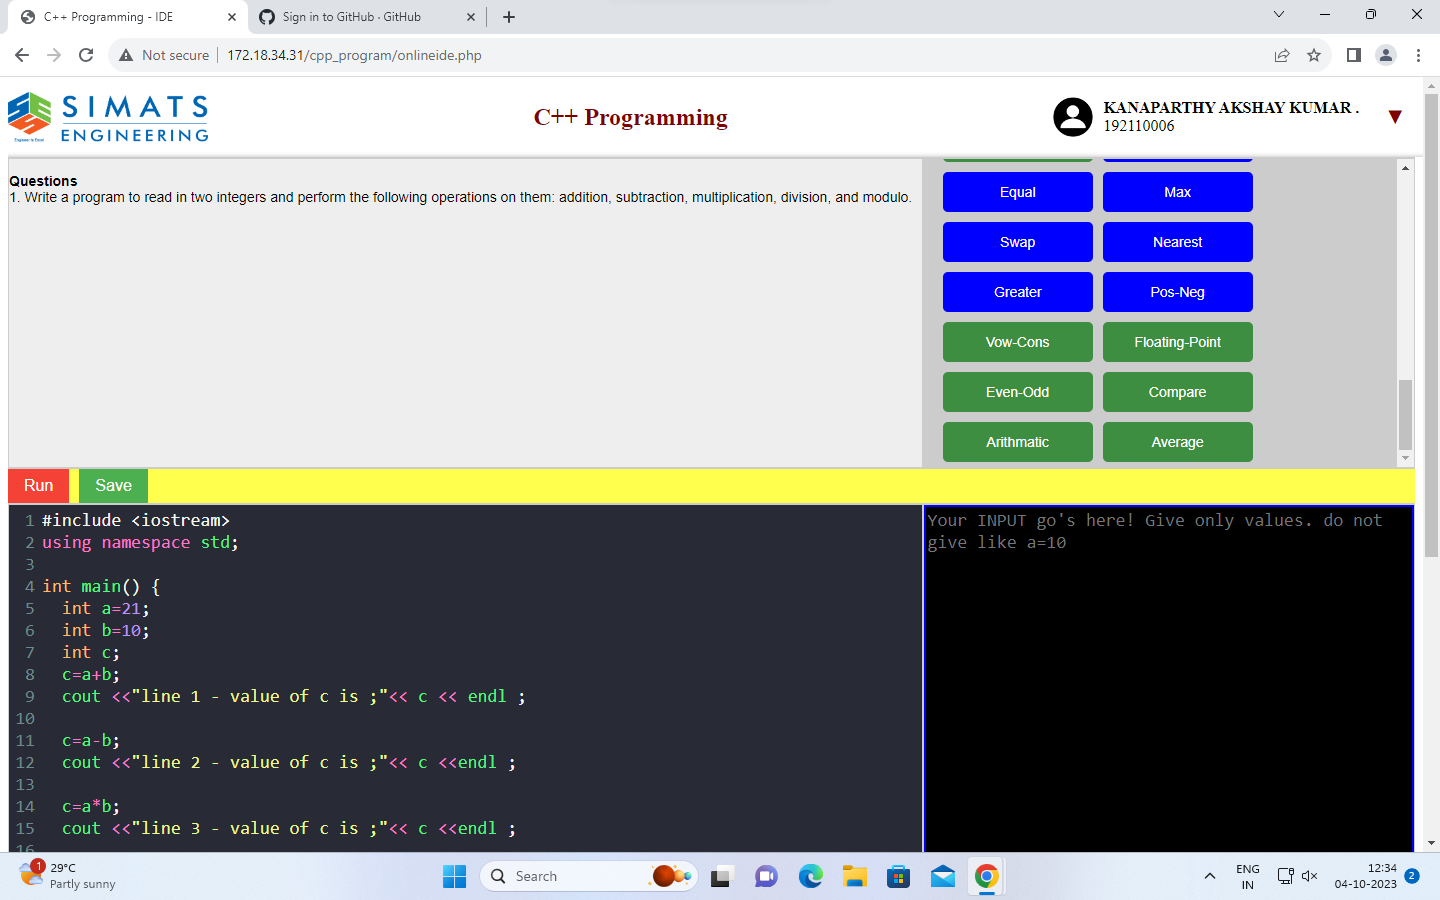 C++ Programming - IDE
Sign in to GitHub · GitHub
Not secure
172.18.34.31/cpp_program/onlineide.php
SIMATS
ENGINEERING
C++ Programming
KANAPARTHY AKSHAY KUMAR .
192110006
Questions
1. Write a program to read in two integers and perform the following operations on them: addition, subtraction, multiplication, division, and modulo.
Equal
Max
Swap
Nearest
Greater
Pos-Neg
Vow-Cons
Floating-Point
Even-Odd
Compare
Arithmatic
Average
Run
Save
1 #include <iostream>
2 using namespace std;
3
4 int main() {
5 int a=21;
6 int b=10;
7 int c;
8 c=a+b;
9 cout <<"line 1 - value of c is ;"<< c << endl ;
10
11 c=a-b;
12 cout <<"line 2 - value of c is ;"<< c <<endl ;
13
14 c=a*b;
15 cout <<"line 3 - value of c is ;"<< c <<endl ;
16
Your INPUT go's here! Give only values. do not
give like a=10
1
29°C
Partly sunny
Search
ENG
IN
12:34
04-10-2023
2